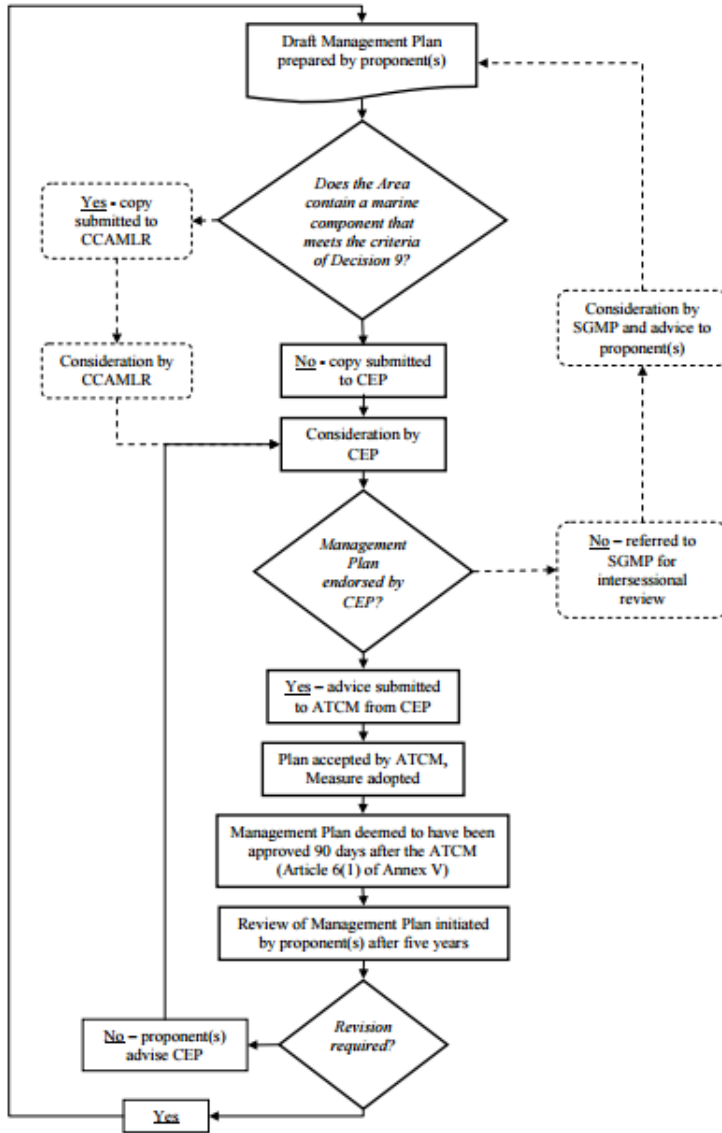 Draft Management Plan
prepared by proponent(s)
Does the Area
contain a marine
component that
meets the criteria
of Decision 9?
Yes - copy
submitted to
CCAMLR
Consideration by
CCAMLR
No - copy submitted
to CEP
Consideration by
CEP
Consideration by
SGMP and advice to
proponent(s)
Management
Plan
endorsed by
CEP?
No – referred to
SGMP for
intersessional
review
Yes – advice submitted
to ATCM from CEP
Plan accepted by ATCM,
Measure adopted
Management Plan deemed to have been
approved 90 days after the ATCM
(Article 6(1) of Annex V)
Review of Management Plan initiated
by proponent(s) after five years
Revision
required?
No – proponent(s)
advise CEP
Yes